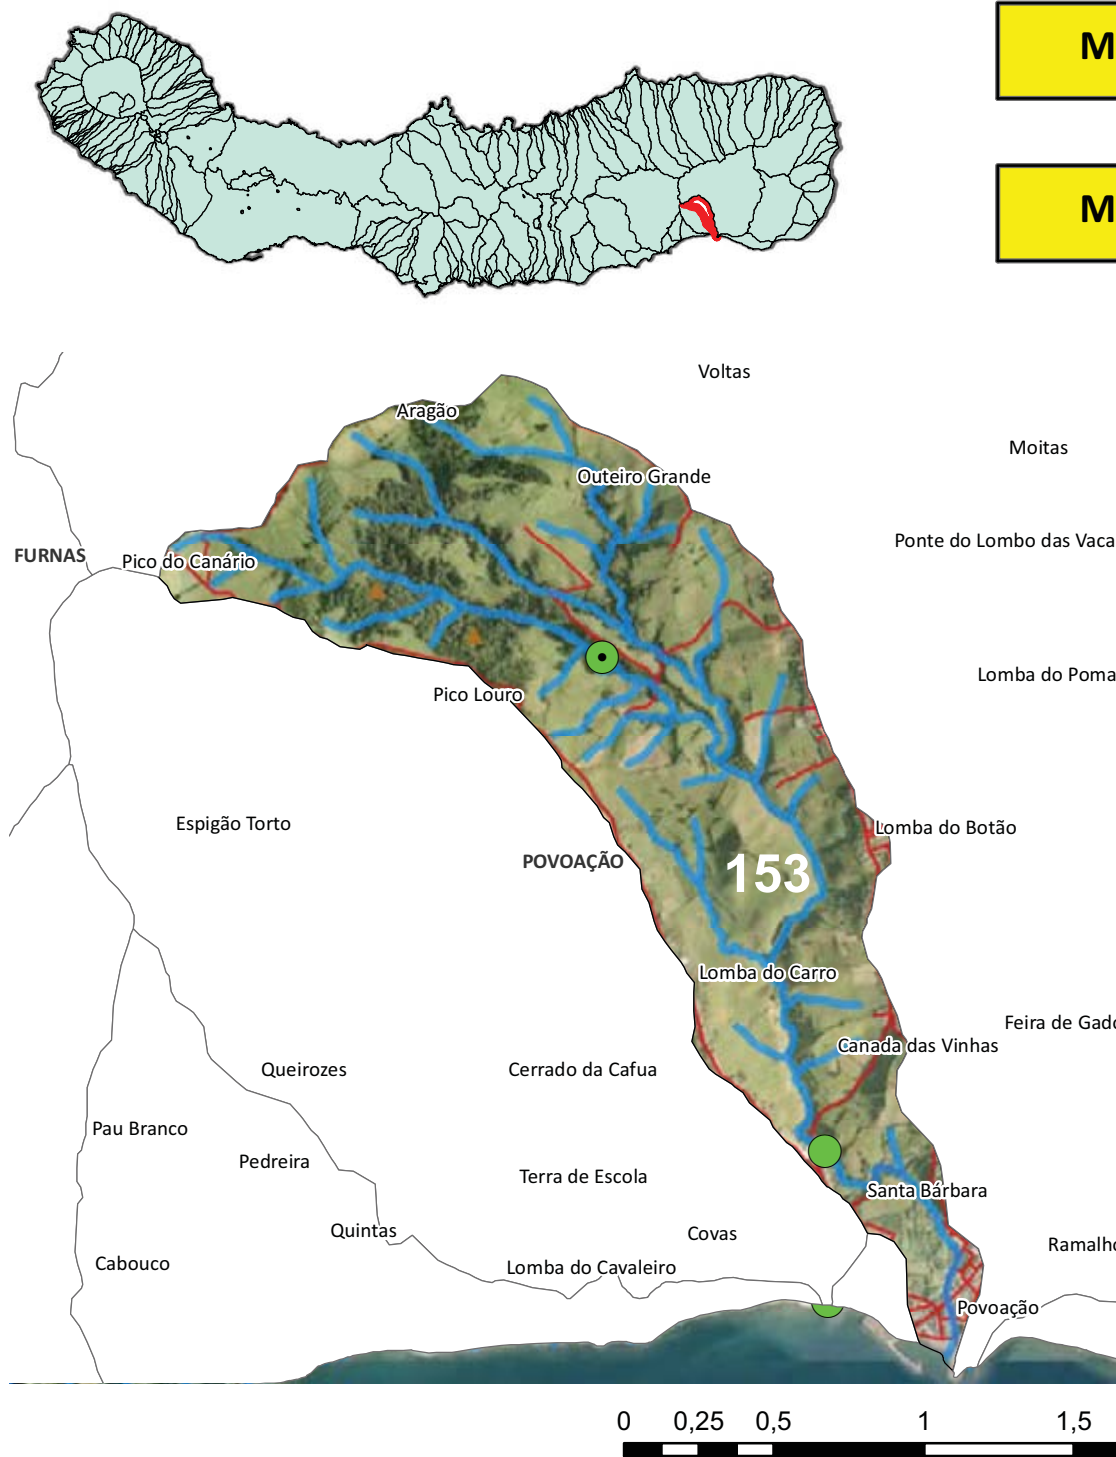 M
M
Voltas
Aragão
Moitas
Outeiro Grande
Ponte do Lombo das Vaca
FURNAS
Pico do Canário
Lomba do Poma
Pico Louro
Espigão Torto
Lomba do Botão
POVOAÇÃO
153
Lomba do Carro
Feira de Gado
Canada das Vinhas
Queirozes
Cerrado da Cafua
Pau Branco
Pedreira
Terra de Escola
Santa Bárbara
Quintas
Covas
Ramalho
Cabouco
Lomba do Cavaleiro
Povoação
0 0,25 0,5 1 1,5